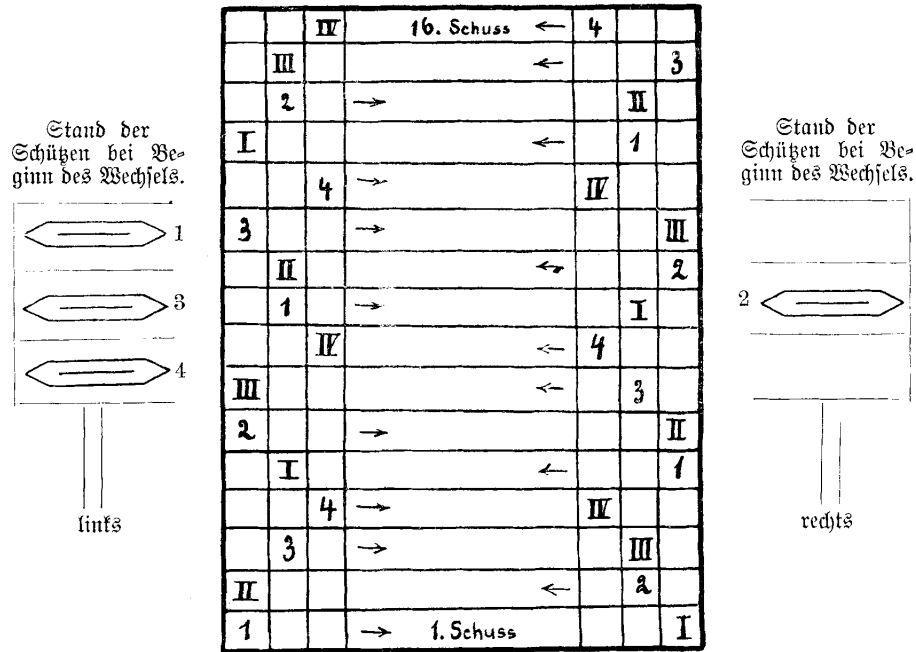 Stand der
Schützen bei Be-
ginn des Wechsels.
1
3
4
links
IV 16. Schuss ← 4
III ← 3
2 → II
I ← 1
4 → IV
3 → III
II ← 2
1 → I
IV ← 4
III ← 3
2 → II
I ← 1
4 → IV
3 → III
II ← 2
1 → 1. Schuss I
Stand der
Schützen bei Be-
ginn des Wechsels.
2
rechts